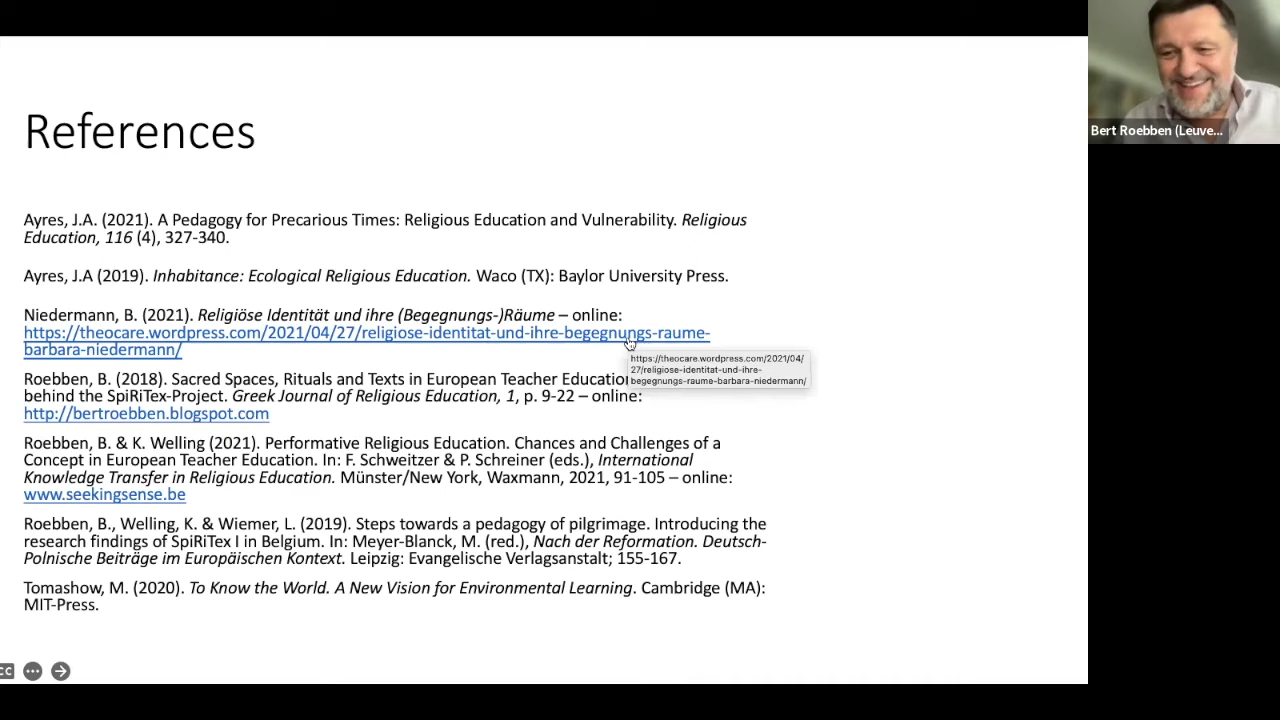 References
Bert Roebben (Leuve...
Ayres, J.A. (2021). A Pedagogy for Precarious Times: Religious Education and Vulnerability. Religious
Education, 116 (4), 327-340.
Ayres, J.A (2019). Inhabitance: Ecological Religious Education. Waco (TX): Baylor University Press.
Niedermann, B. (2021). Religiöse Identität und ihre (Begegnungs-)Räume – online:
https://theocare.wordpress.com/2021/04/27/religiose-identitat-und-ihre-begegnungs-raume-
barbara-niedermann/
https://theocare.wordpress.com/2021/04/
27/religiose-identitat-und-ihre-
begegnungs-raume-barbara-niedermann/
Roebben, B. (2018). Sacred Spaces, Rituals and Texts in European Teacher Education
behind the SpiRiTex-Project. Greek Journal of Religious Education, 1, p. 9-22 – online:
http://bertroebben.blogspot.com
Roebben, B. & K. Welling (2021). Performative Religious Education. Chances and Challenges of a
Concept in European Teacher Education. In: F. Schweitzer & P. Schreiner (eds.), International
Knowledge Transfer in Religious Education. Münster/New York, Waxmann, 2021, 91-105 – online:
www.seekingsense.be
Roebben, B., Welling, K. & Wiemer, L. (2019). Steps towards a pedagogy of pilgrimage. Introducing the
research findings of SpiRiTex I in Belgium. In: Meyer-Blanck, M. (red.), Nach der Reformation. Deutsch-
Polnische Beiträge im Europäischen Kontext. Leipzig: Evangelische Verlagsanstalt; 155-167.
Tomashow, M. (2020). To Know the World. A New Vision for Environmental Learning. Cambridge (MA):
MIT-Press.
CC